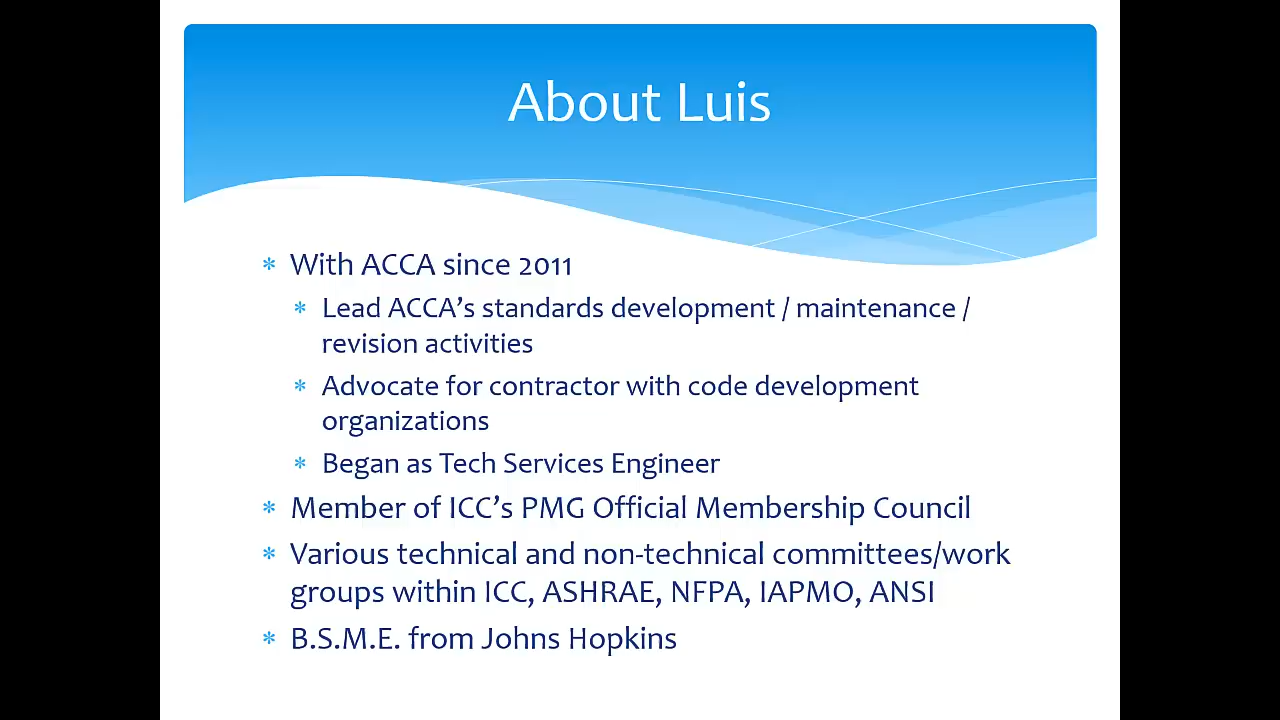 About Luis
* With ACCA since 2011
* Lead ACCA’s standards development / maintenance /
revision activities
* Advocate for contractor with code development
organizations
* Began as Tech Services Engineer
* Member of ICC’s PMG Official Membership Council
* Various technical and non-technical committees/work
groups within ICC, ASHRAE, NFPA, IAPMO, ANSI
* B.S.M.E. from Johns Hopkins